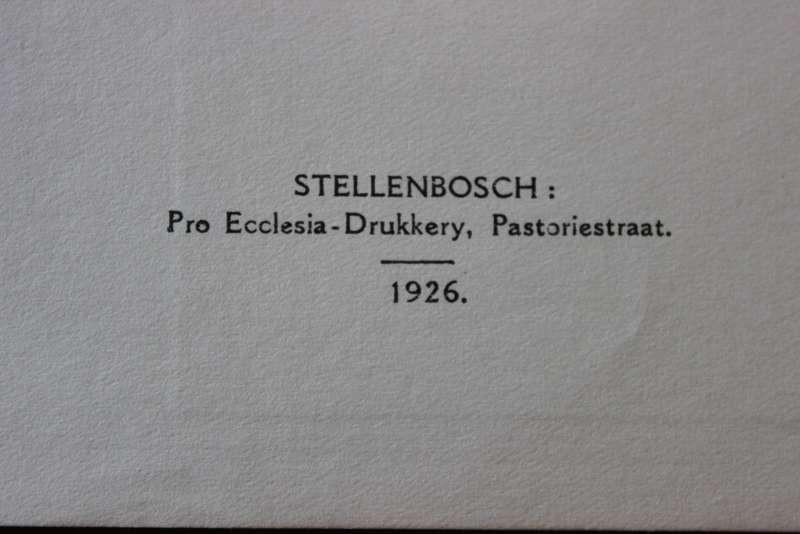 STELLENBOSCH :
Pro Ecclesia-Drukkery, Pastoriestraat.
1926.